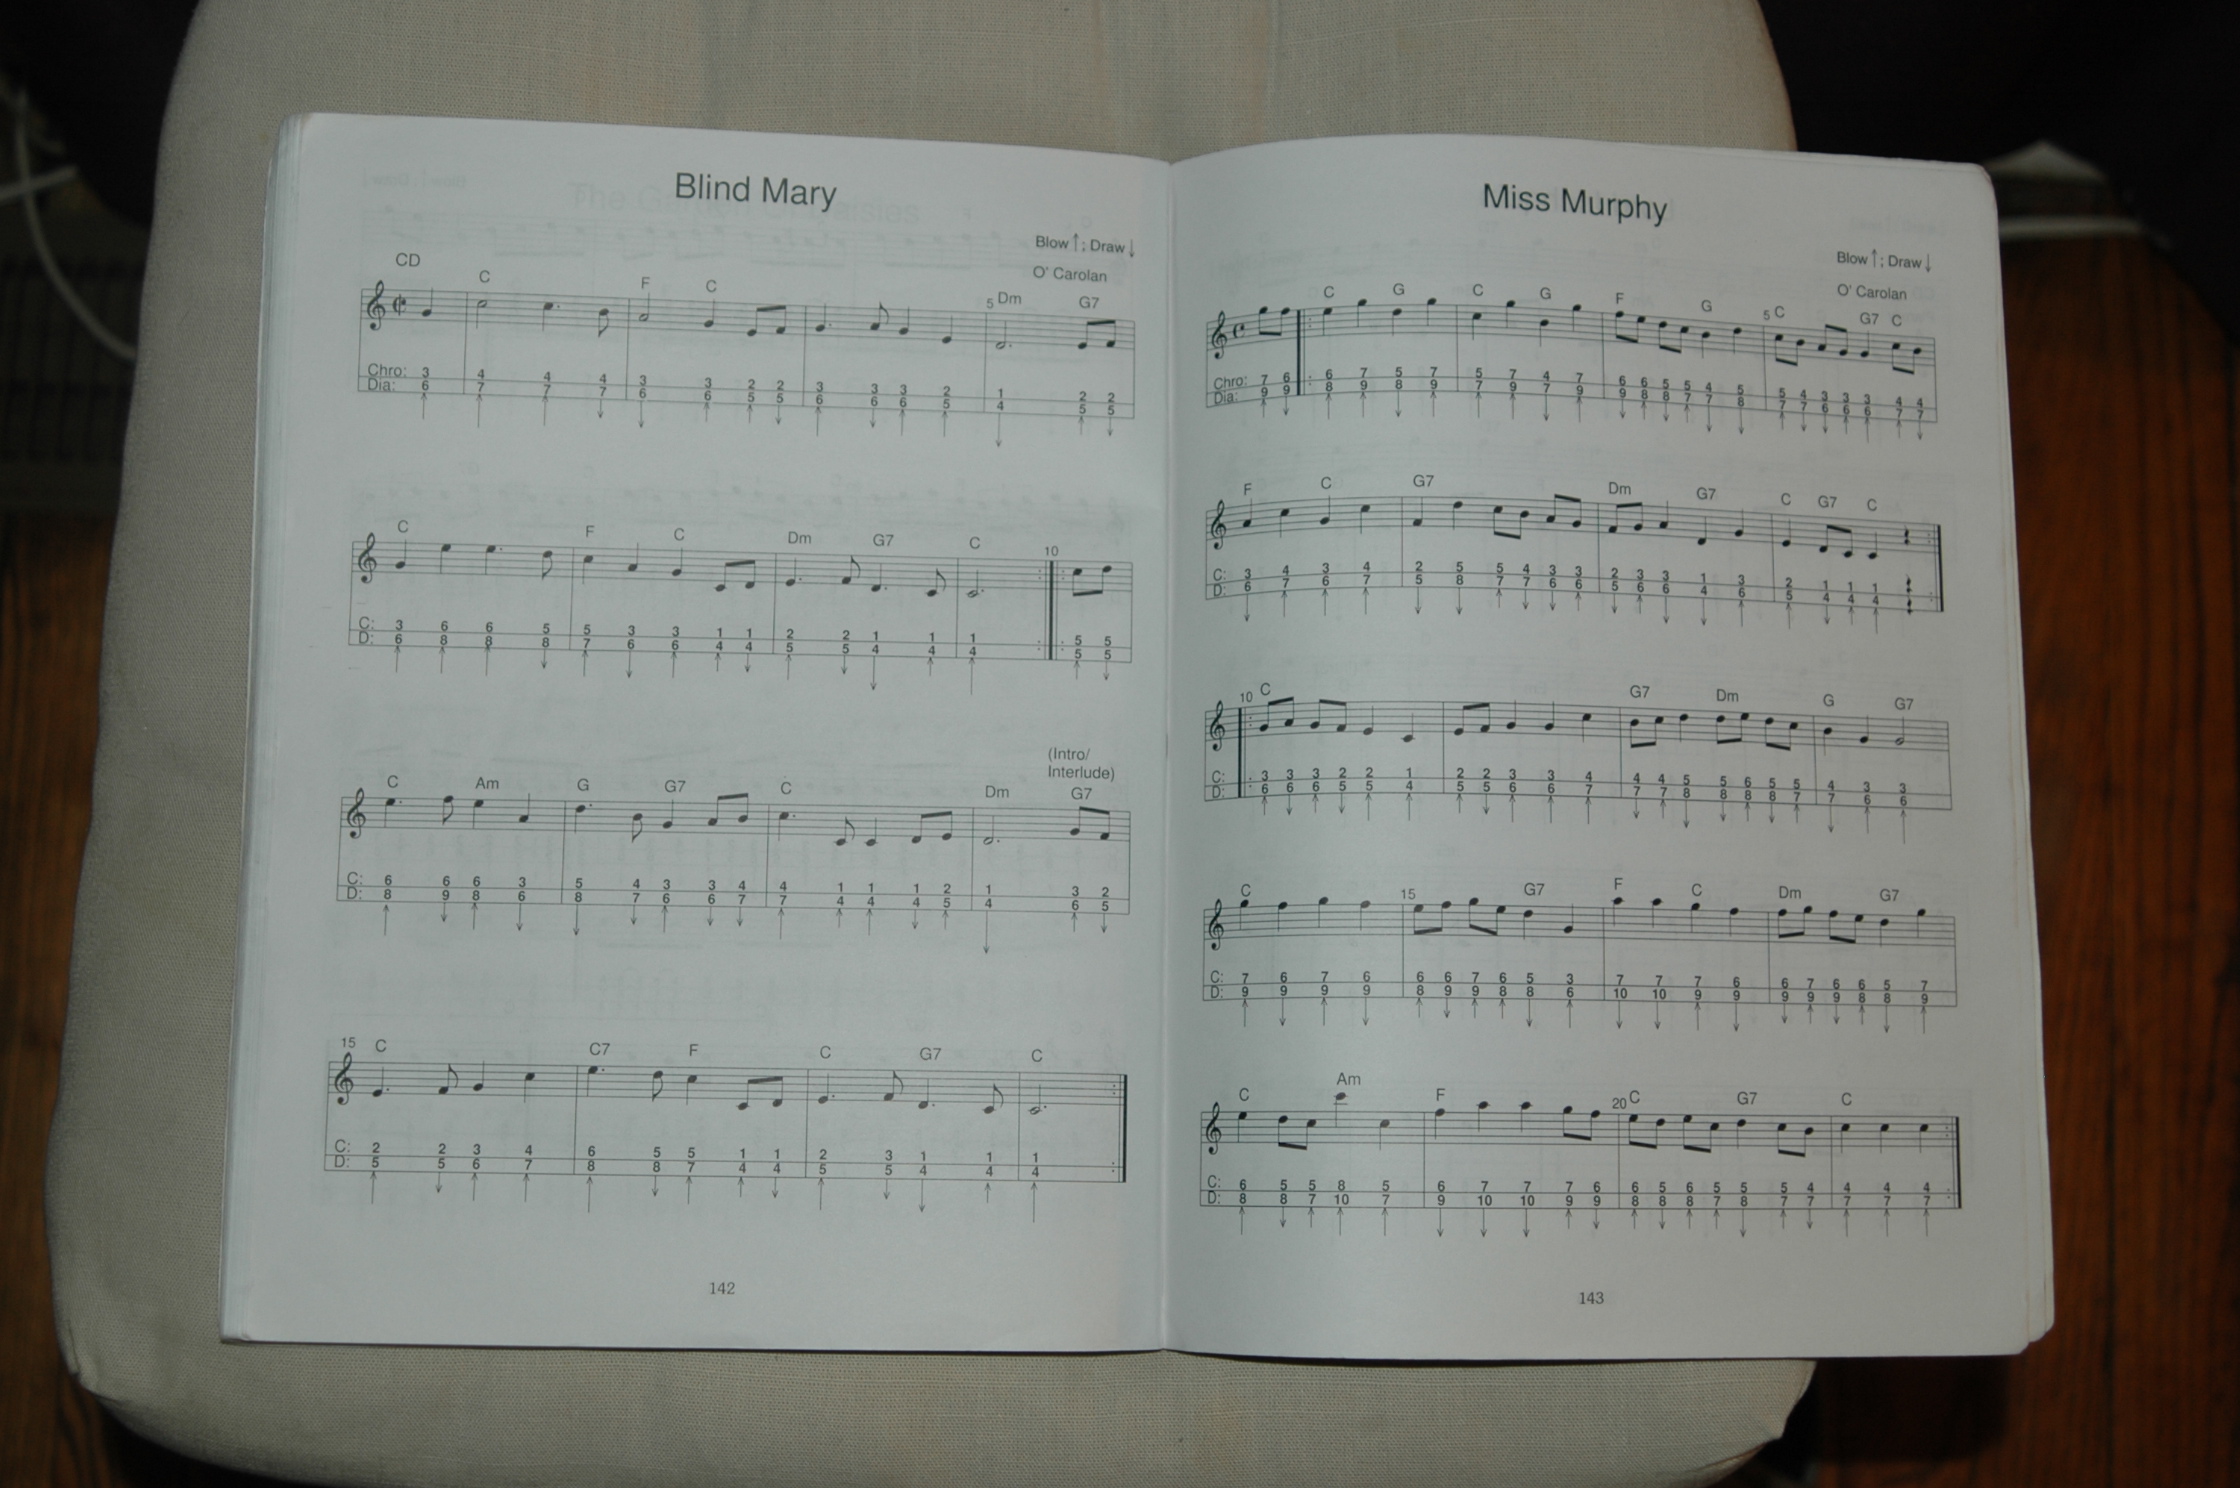 Blind Mary
Blow↑; Draw↓
O' Carolan
CD C F C 5 Dm G7
Chro: 3 4 4 4 3 3 2 2 3 3 3 2 1 2 2
Dia: 6 7 7 7 6 6 5 5 6 6 6 5 4 5 5
C F C Dm G7 C 10
C: 3 6 6 5 5 3 3 1 1 2 2 1 1 1 5 5
D: 6 8 8 8 7 6 6 4 4 5 5 4 4 4 5 5
(Intro/
Interlude)
C Am G G7 C Dm G7
C: 6 6 6 3 5 4 3 3 4 4 1 1 1 2 1 3 2
D: 8 9 8 6 8 7 6 6 7 7 4 4 4 5 4 6 5
15 C C7 F C G7 C
C: 2 2 3 4 6 5 5 1 1 2 3 1 1 1
D: 5 5 6 7 8 8 7 4 4 5 5 4 4 4
142
Miss Murphy
Blow↑; Draw↓
O' Carolan
C G C G F G 5 C G7 C
Chro: 7 6 6 7 5 7 5 7 4 7 6 6 5 5 4 5 5 4 3 3 3 4 4
Dia: 9 9 8 9 8 9 7 9 7 9 9 8 8 7 7 8 7 7 6 6 6 7 7
F C G7 Dm G7 C G7 C
C: 3 4 3 4 2 5 5 4 3 3 2 3 3 1 3 2 1 1 1
D: 6 7 6 7 5 8 7 7 6 6 5 6 6 4 6 5 4 4 4
10 C G7 Dm G G7
C: 3 3 3 2 2 1 2 2 3 3 4 4 4 5 5 6 5 5 4 3 3
D: 6 6 6 5 5 4 5 5 6 6 7 7 7 8 8 8 8 7 7 6 6
C 15 G7 F C Dm G7
C: 7 6 7 6 6 6 7 6 5 3 7 7 7 6 6 7 6 6 5 7
D: 9 9 9 9 8 9 9 8 8 6 10 10 9 9 9 9 9 8 8 9
C Am F 20 C G7 C
C: 6 5 5 8 5 6 7 7 7 6 6 5 6 5 5 5 4 4 4 4
D: 8 8 7 10 7 9 10 10 9 9 8 8 8 7 8 7 7 7 7 7
143